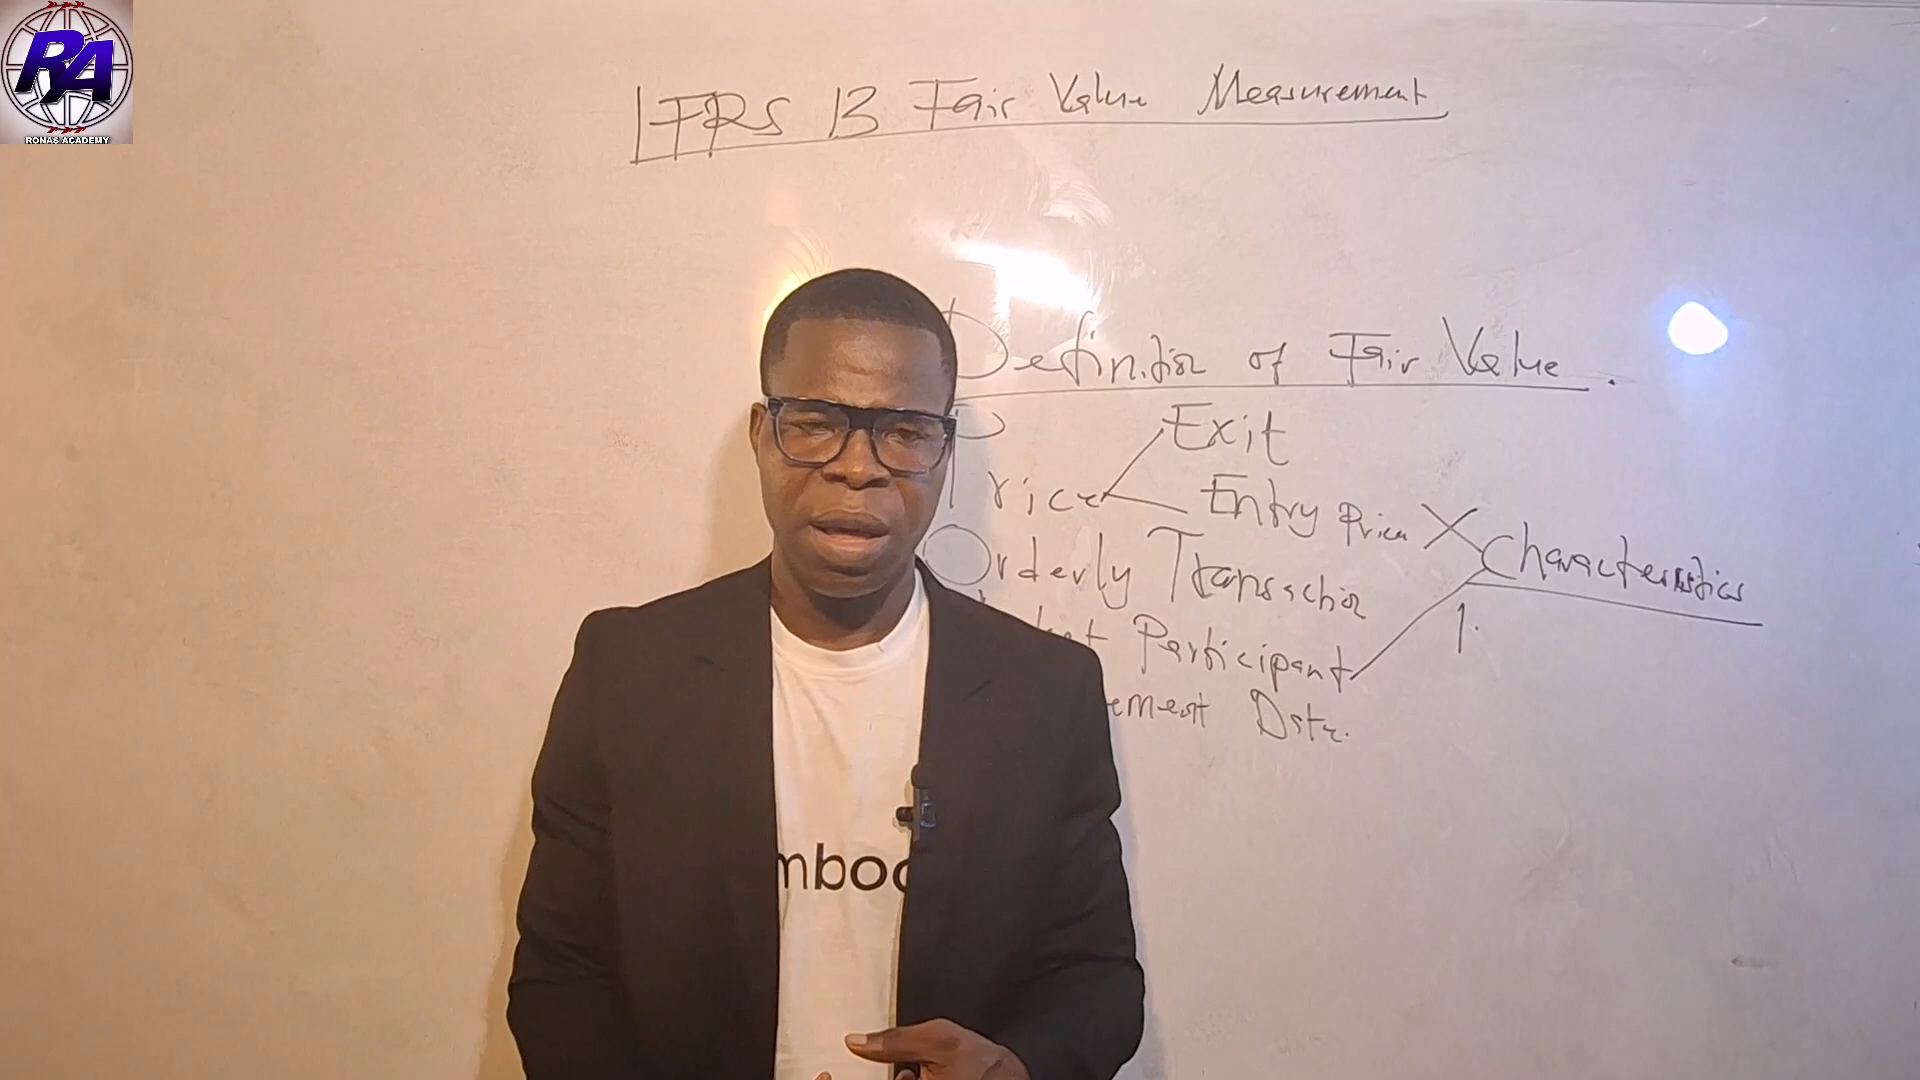 RA
RONAS ACADEMY
IFRS 13 Fair Value Measurement
Definition of Fair Value.
Exit
Price
Entry Price X
Characteristics
Orderly Transaction
1.
Participant
Date.
mboo